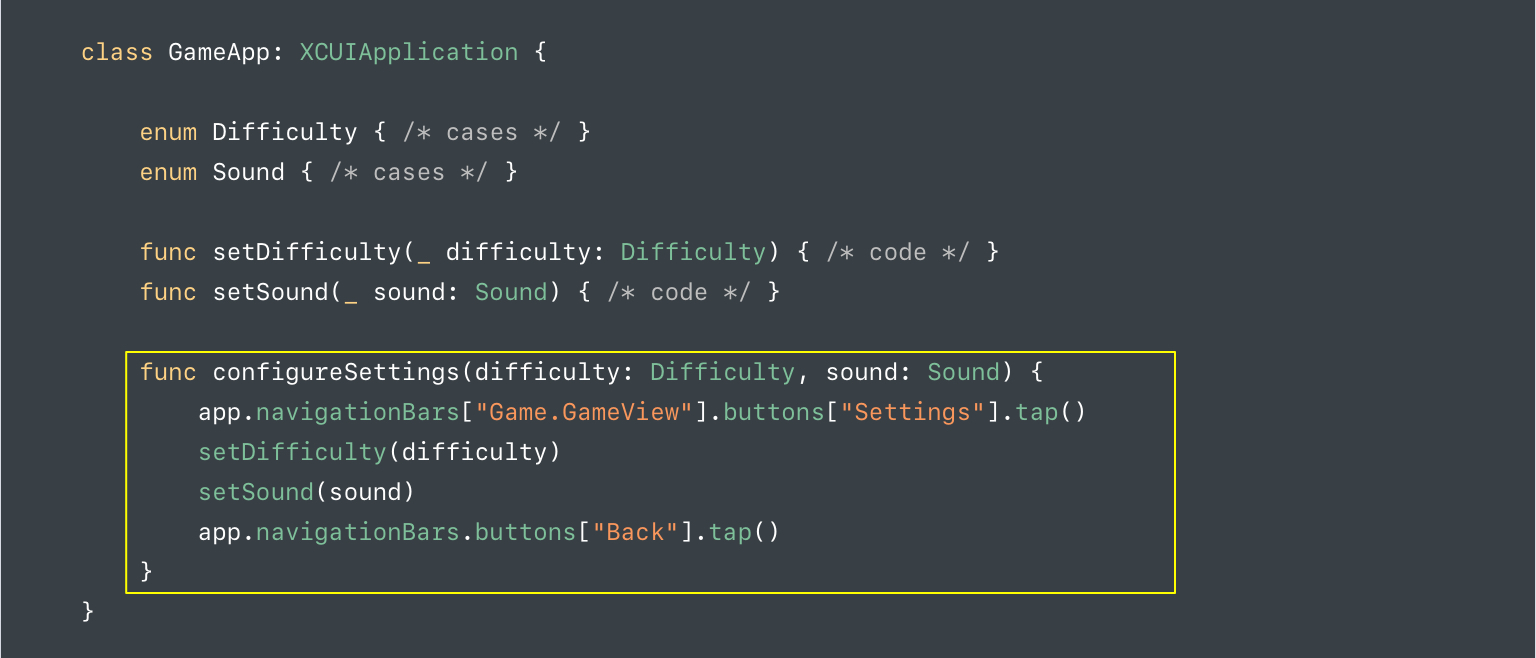 class GameApp: XCUIApplication {
enum Difficulty { /* cases */ }
enum Sound { /* cases */ }
func setDifficulty(_ difficulty: Difficulty) { /* code */ }
func setSound(_ sound: Sound) { /* code */ }
func configureSettings(difficulty: Difficulty, sound: Sound) {
app.navigationBars["Game.GameView"].buttons["Settings"].tap()
setDifficulty(difficulty)
setSound(sound)
app.navigationBars.buttons["Back"].tap()
}
}